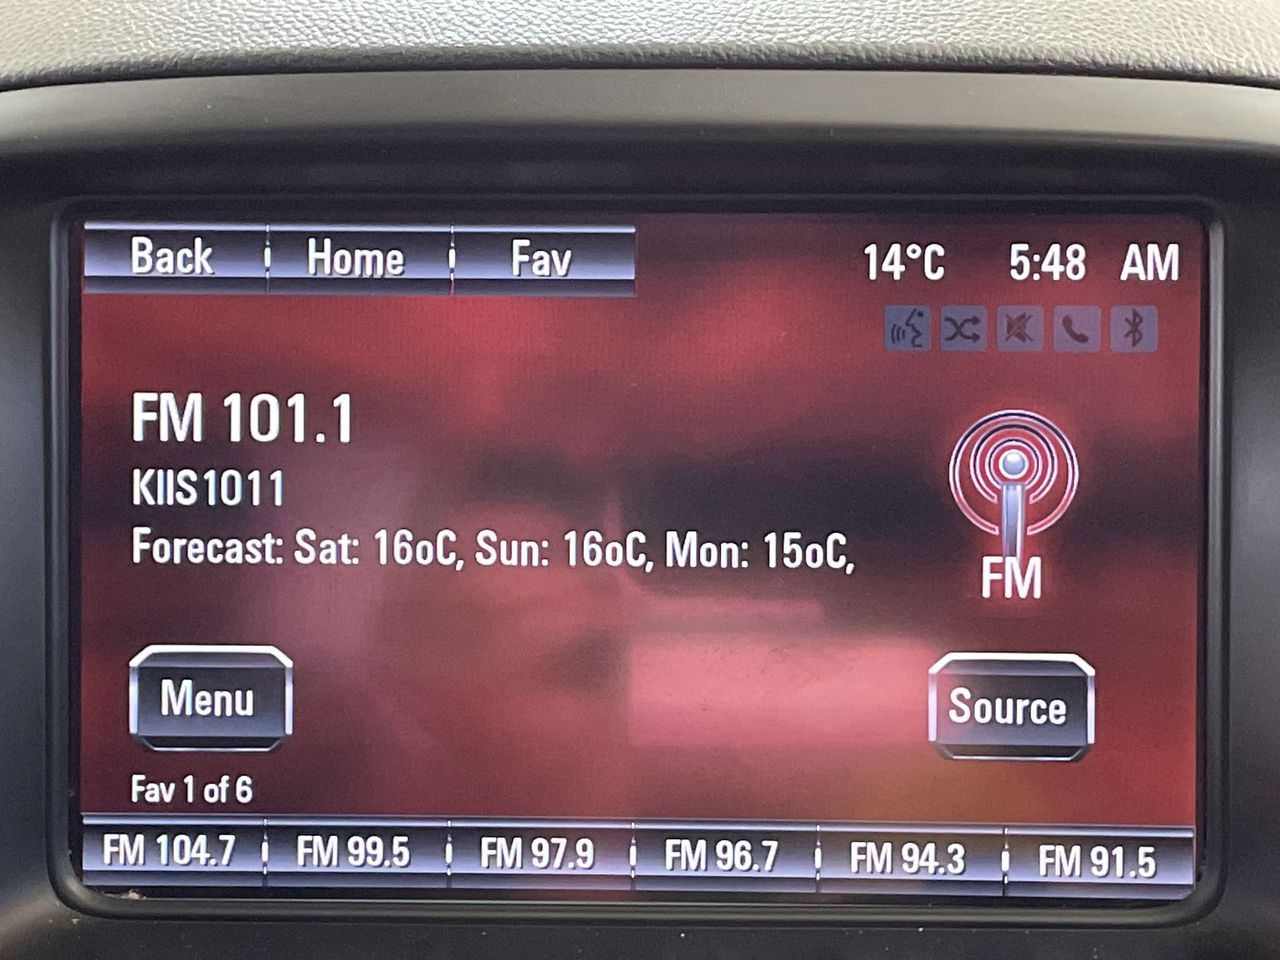 Back Home Fav 14°C 5:48 AM
FM 101.1
KIIS1011
Forecast: Sat: 16oC, Sun: 16oC, Mon: 15oC,
FM
Menu Source
Fav 1 of 6
FM 104.7 FM 99.5 FM 97.9 FM 96.7 FM 94.3 FM 91.5